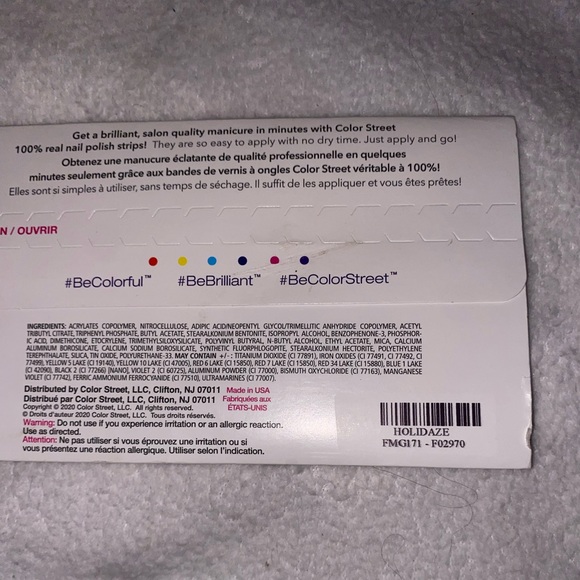 Get a brilliant, salon quality manicure in minutes with Color Street
100% real nail polish strips! They are so easy to apply with no dry time. Just apply and go!
Obtenez une manucure éclatante de qualité professionelle en quelques
minutes seulement grâce aux bandes de vernis à ongles Color Street véritable à 100%!
Elles sont si simples à utiliser, sans temps de séchage. Il suffit de les appliquer et vous êtes prêtes!
N / OUVRIR
#BeColorful™ #BeBrilliant™ #BeColorStreet™
INGREDIENTS: ACRYLATES COPOLYMER, NITROCELLULOSE, ADIPIC ACID/NEOPENTYL GLYCOL/TRIMELLITIC ANHYDRIDE COPOLYMER, ACETYL
TRIBUTYL CITRATE, TRIPHENYL PHOSPHATE, BUTYL ACETATE, STEARALKONIUM BENTONITE, ISOPROPYL ALCOHOL, BENZOPHENONE-3, PHOSPHOR-
IC ACID, DIMETHICONE, ETOCRYLENE, TRIMETHYLSILOXYSILICATE, POLYVINYL BUTYRAL, N-BUTYL ALCOHOL, ETHYL ACETATE, MICA, CALCIUM
ALUMINUM BOROSILICATE, CALCIUM SODIUM BOROSILICATE, SYNTHETIC FLUORPHLOGOPITE, STEARALKONIUM HECTORITE, POLYETHYLENE
TEREPHTHALATE, SILICA, TIN OXIDE, POLYURETHANE-33. MAY CONTAIN +/- : TITANIUM DIOXIDE (CI 77891), IRON OXIDES (CI 77491, CI 77492, CI
77499), YELLOW 5 LAKE (CI 19140), YELLOW 10 LAKE (CI 47005), RED 6 LAKE (CI 15850), RED 7 LAKE (CI 15850), RED 34 LAKE (CI 15880), BLUE 1 LAKE
(CI 42090), BLACK 2 (CI 77266) [NANO], VIOLET 2 (CI 60725), ALUMINUM POWDER (CI 77000), BISMUTH OXYCHLORIDE (CI 77163), MANGANESE
VIOLET (CI 77742), FERRIC AMMONIUM FERROCYANIDE (CI 77510), ULTRAMARINES (CI 77007).
Distributed by Color Street, LLC, Clifton, NJ 07011 Made in USA
Distribué par Color Street, LLC, Clifton, NJ 07011 Fabriquées aux
ÉTATS-UNIS
Copyright © 2020 Color Street, LLC. All rights reserved.
© Droits d'auteur 2020 Color Street, LLC. Tous droits réservés.
Warning: Do not use if you experience irritation or an allergic reaction.
Use as directed.
Attention: Ne pas utiliser si vous éprouvez une irritation ou si
vous présentez une réaction allergique. Utiliser selon l'indication.
HOLIDAZE
FMG171 - F02970